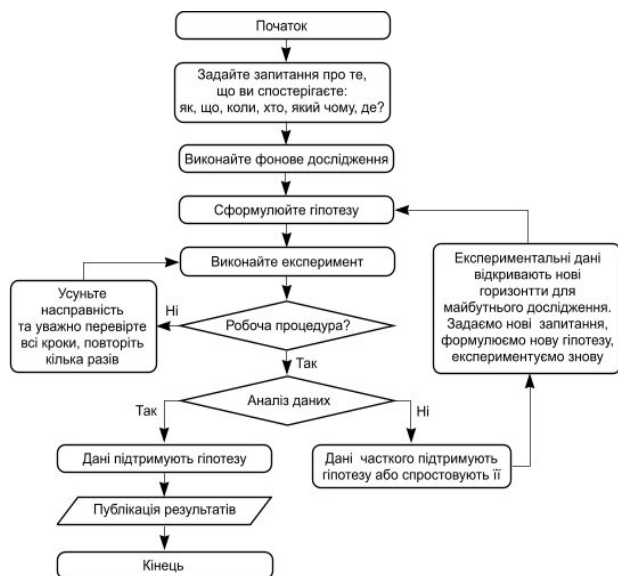 Початок
Задайте запитання про те,
що ви спостерігаєте:
як, що, коли, хто, який чому, де?
Виконайте фонове дослідження
Сформулюйте гіпотезу
Виконайте експеримент
Усуньте
насправність
та уважно перевірте
всі кроки, повторіть
кілька разів
Ні
Робоча процедура?
Експериментальні дані
відкривають нові
горизонтти для
майбутнього дослідження.
Задаємо нові запитання,
формулюємо нову гіпотезу,
експериментуємо знову
Так
Аналіз даних
Так
Ні
Дані підтримують гіпотезу
Дані часткого підтримують
гіпотезу або спростовують її
Публікація результатів
Кінець